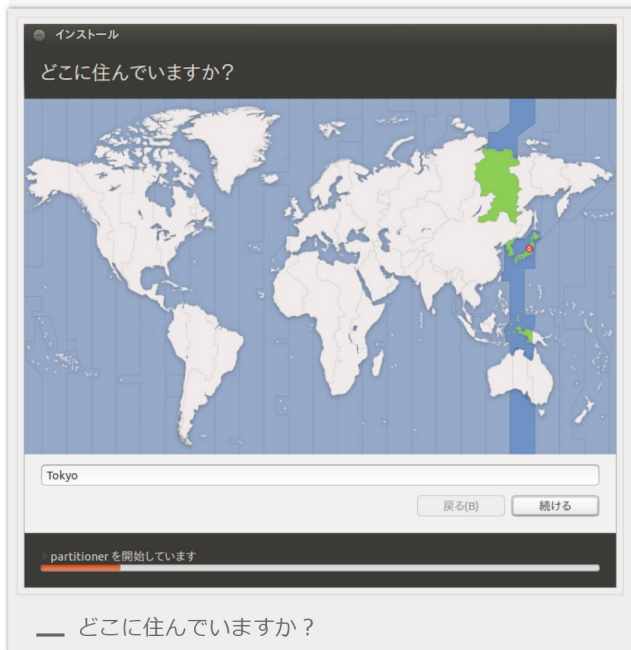 インストール
どこに住んでいますか？
Tokyo
戻る(B)
続ける
partitioner を開始しています
どこに住んでいますか？